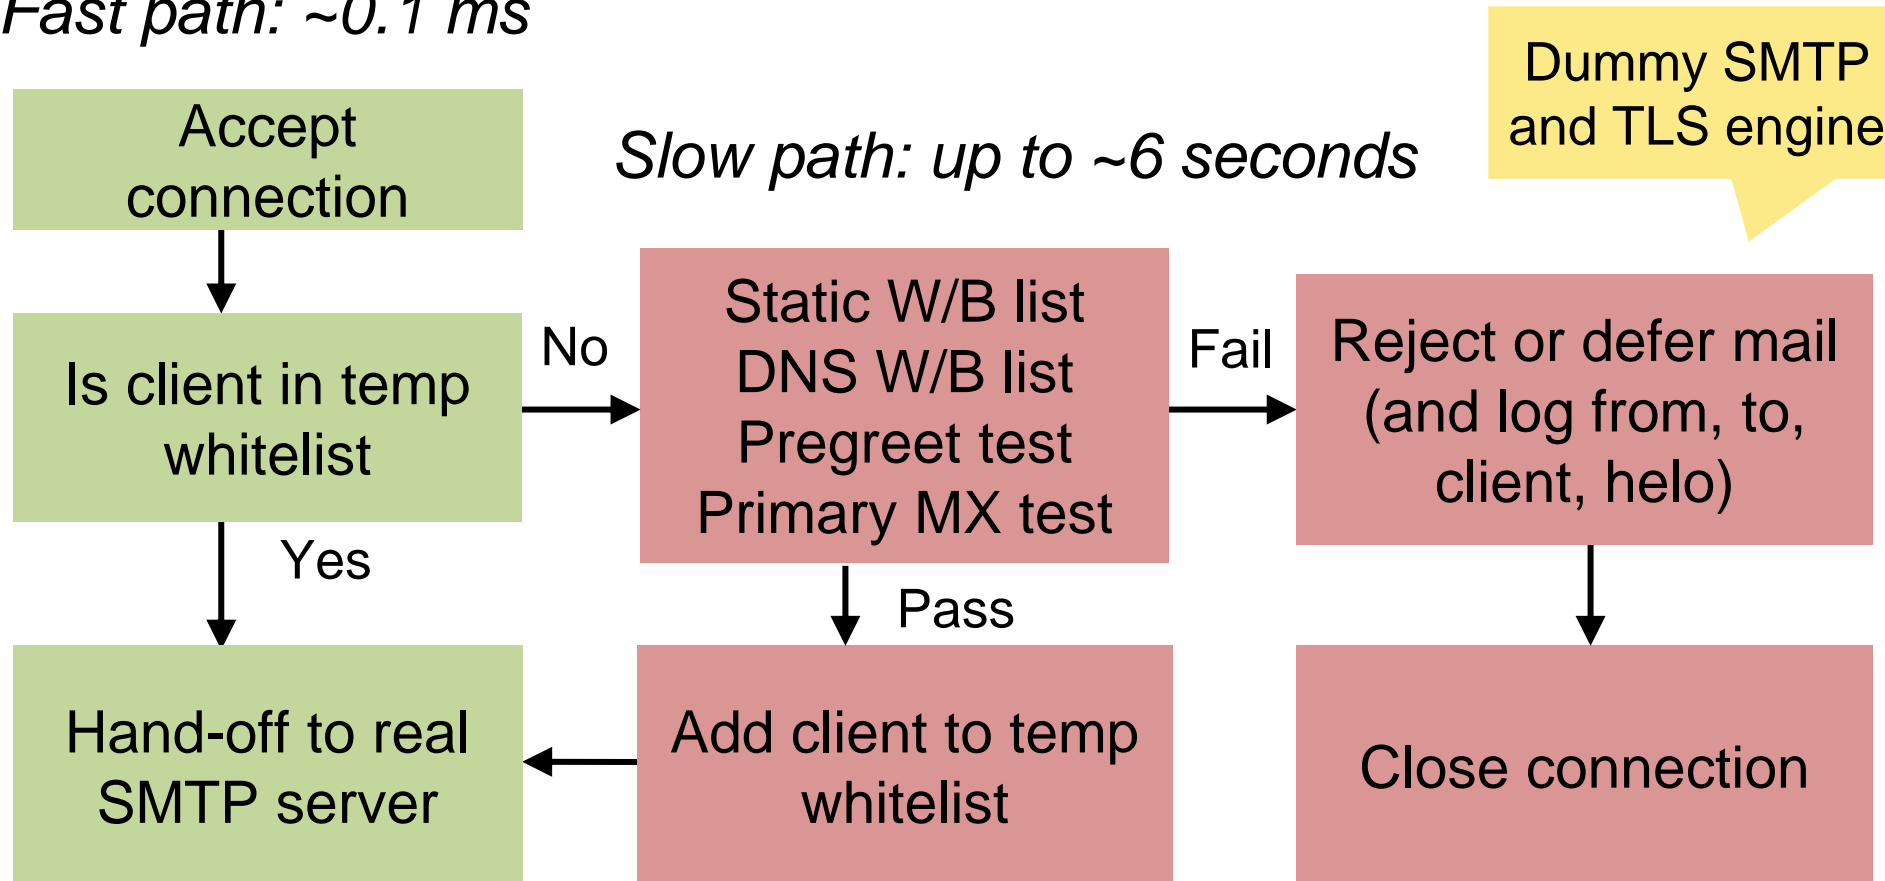 Fast path: ~0.1 ms
Dummy SMTP
and TLS engine
Accept
connection
Slow path: up to ~6 seconds
Is client in temp
whitelist
No
Static W/B list
DNS W/B list
Pregreet test
Primary MX test
Fail
Reject or defer mail
(and log from, to,
client, helo)
Yes
Pass
Hand-off to real
SMTP server
Add client to temp
whitelist
Close connection